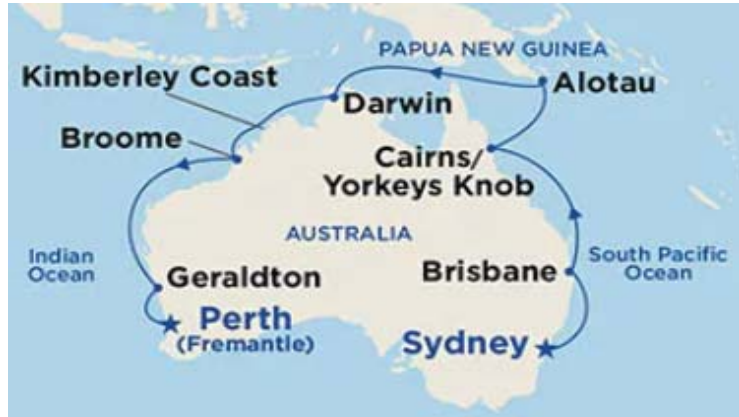 PAPUA NEW GUINEA
Kimberley Coast
Alotau
Darwin
Broome
Cairns/
Yorkeys Knob
AUSTRALIA
Indian
Ocean
Geraldton
Brisbane
South Pacific
Ocean
Perth
(Fremantle)
Sydney